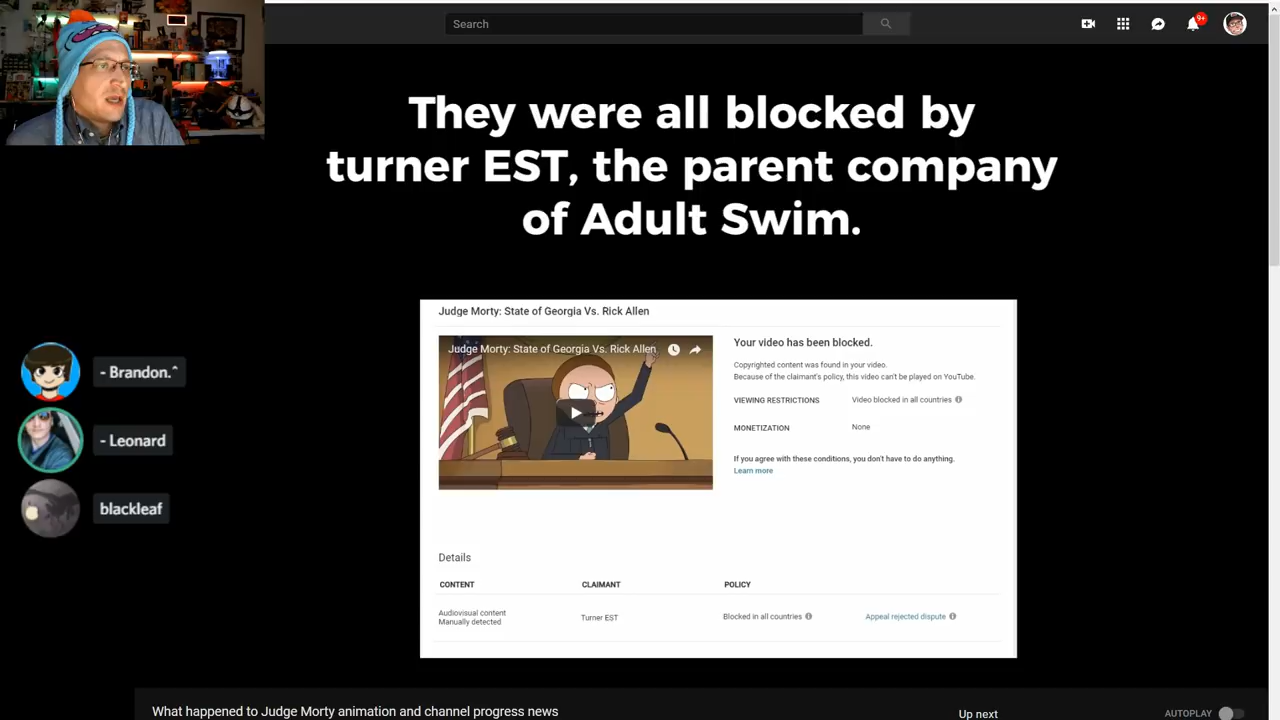 Search
9+
They were all blocked by
turner EST, the parent company
of Adult Swim.
Judge Morty: State of Georgia Vs. Rick Allen
Judge Morty: State of Georgia Vs. Rick Allen
Your video has been blocked.
Copyrighted content was found in your video.
Because of the claimant's policy, this video can't be played on YouTube.
VIEWING RESTRICTIONS Video blocked in all countries
MONETIZATION None
If you agree with these conditions, you don't have to do anything.
Learn more
- Brandon.^
- Leonard
blackleaf
Details
CONTENT CLAIMANT POLICY
Audiovisual content
Manually detected
Turner EST
Blocked in all countries
Appeal rejected dispute
What happened to Judge Morty animation and channel progress news
Up next
AUTOPLAY